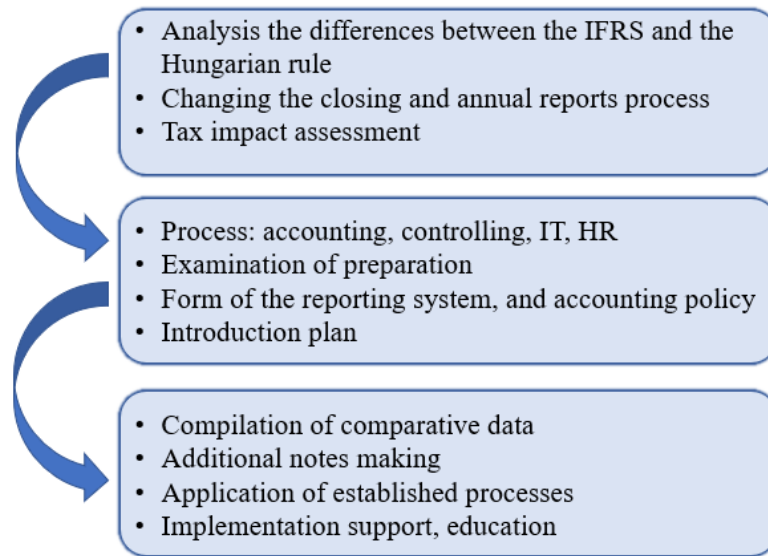 • Analysis the differences between the IFRS and the
Hungarian rule
• Changing the closing and annual reports process
• Tax impact assessment
• Process: accounting, controlling, IT, HR
• Examination of preparation
• Form of the reporting system, and accounting policy
• Introduction plan
• Compilation of comparative data
• Additional notes making
• Application of established processes
• Implementation support, education